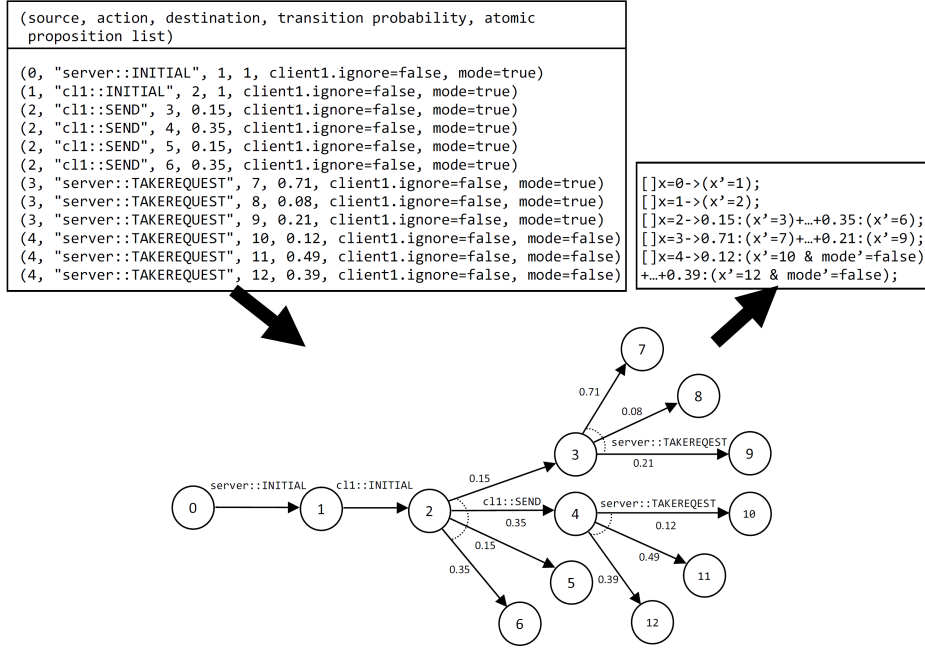 (source, action, destination, transition probability, atomic
proposition list)
(0, "server::INITIAL", 1, 1, client1.ignore=false, mode=true)
(1, "cl1::INITIAL", 2, 1, client1.ignore=false, mode=true)
(2, "cl1::SEND", 3, 0.15, client1.ignore=false, mode=true)
(2, "cl1::SEND", 4, 0.35, client1.ignore=false, mode=true)
(2, "cl1::SEND", 5, 0.15, client1.ignore=false, mode=true)
(2, "cl1::SEND", 6, 0.35, client1.ignore=false, mode=true)
(3, "server::TAKEREQUEST", 7, 0.71, client1.ignore=false, mode=true)
(3, "server::TAKEREQUEST", 8, 0.08, client1.ignore=false, mode=true)
(3, "server::TAKEREQUEST", 9, 0.21, client1.ignore=false, mode=true)
(4, "server::TAKEREQUEST", 10, 0.12, client1.ignore=false, mode=false)
(4, "server::TAKEREQUEST", 11, 0.49, client1.ignore=false, mode=false)
(4, "server::TAKEREQUEST", 12, 0.39, client1.ignore=false, mode=false)
[]x=0->(x’=1);
[]x=1->(x’=2);
[]x=2->0.15:(x’=3)+…+0.35:(x’=6);
[]x=3->0.71:(x’=7)+…+0.21:(x’=9);
[]x=4->0.12:(x’=10 & mode’=false)
+…+0.39:(x’=12 & mode’=false);
7
0.71
8
0.08
server::TAKEREQEST
3
9
0.21
0.15
server::INITIAL
cl1::INITIAL
cl1::SEND
server::TAKEREQEST
0
1
2
4
10
0.35
0.12
0.15
0.49
0.35
0.39
5
11
6
12